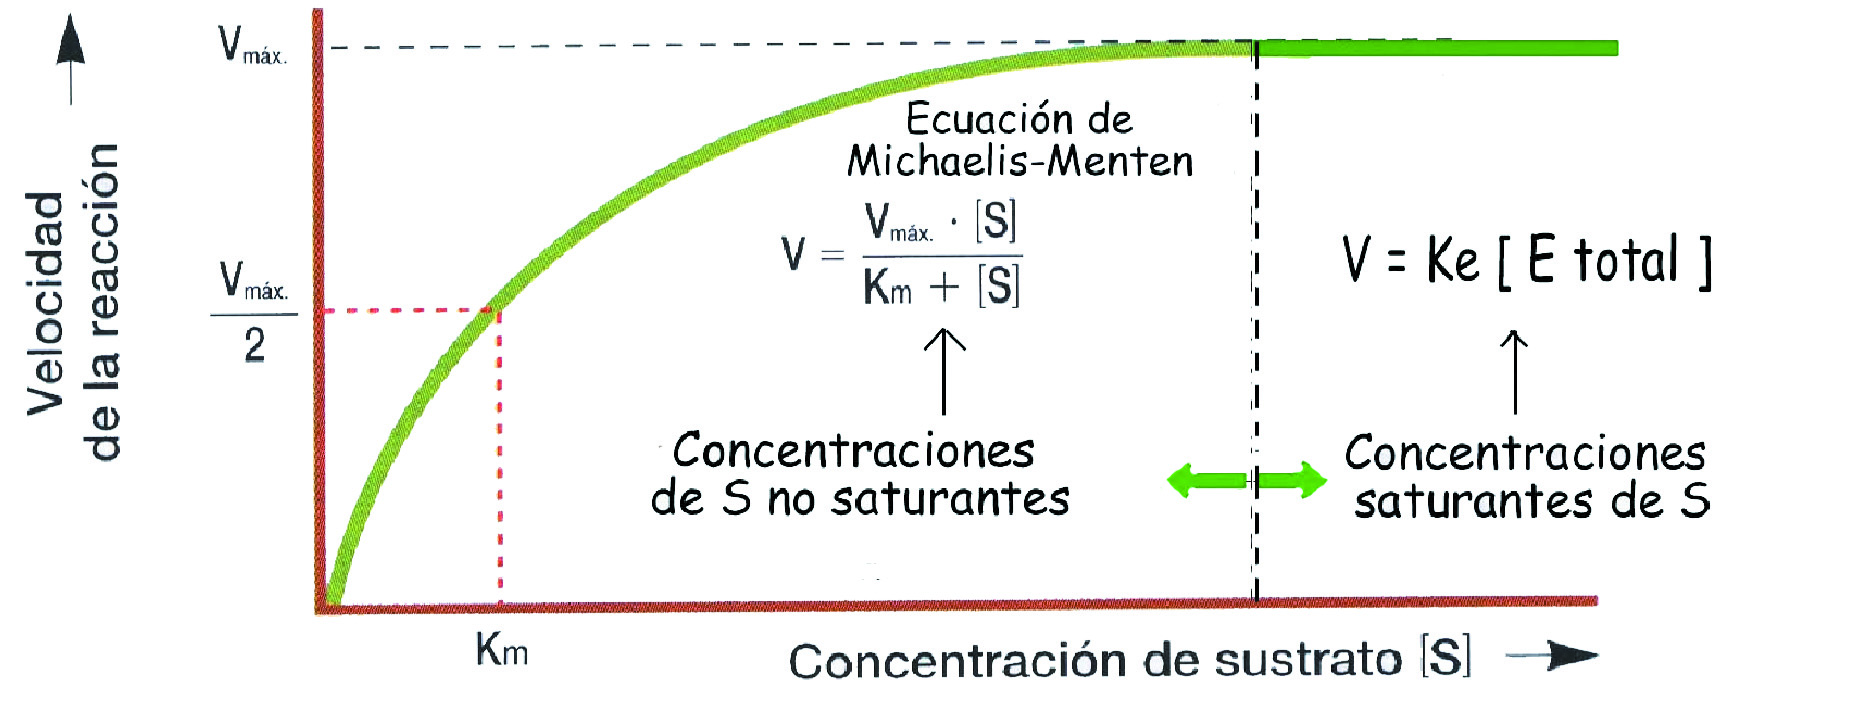 Vmáx.
Velocidad
de la reacción
Vmáx.
2
Ecuación de
Michaelis-Menten
V = Vmáx. · [S]
Km + [S]
V = Ke [ E total ]
Concentraciones
de S no saturantes
Concentraciones
saturantes de S
Km
Concentración de sustrato [S]